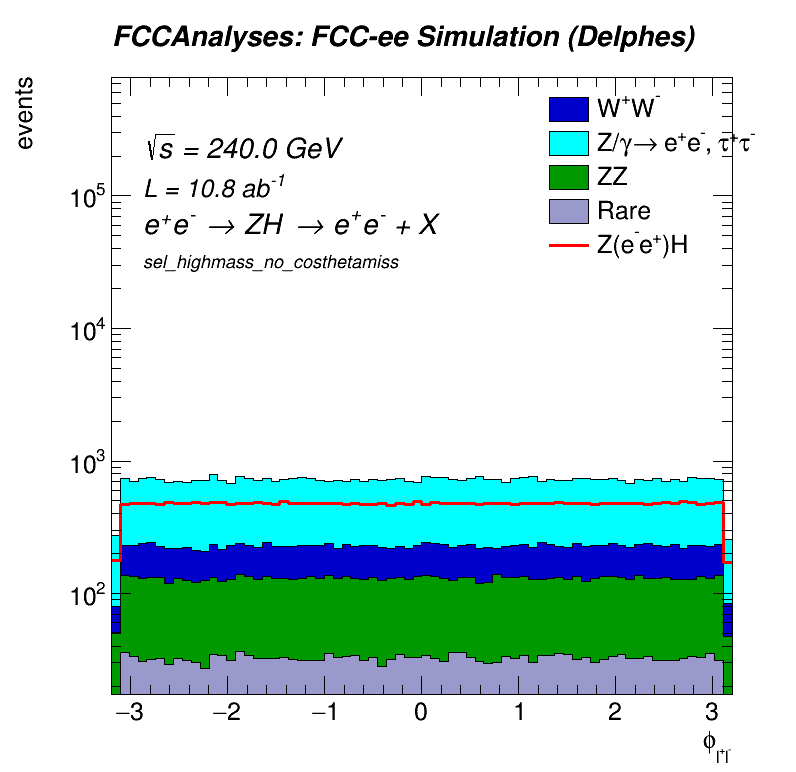 FCCAnalyses: FCC-ee Simulation (Delphes)
events
√s = 240.0 GeV
L = 10.8 ab⁻¹
e⁺e⁻ → ZH → e⁺e⁻ + X
sel_highmass_no_costhetamiss
W⁺W⁻
Z/γ→ e⁺e⁻, τ⁺τ⁻
ZZ
Rare
Z(e⁻e⁺)H
10⁵
10⁴
10³
10²
−3 −2 −1 0 1 2 3
ϕ_l⁺l⁻